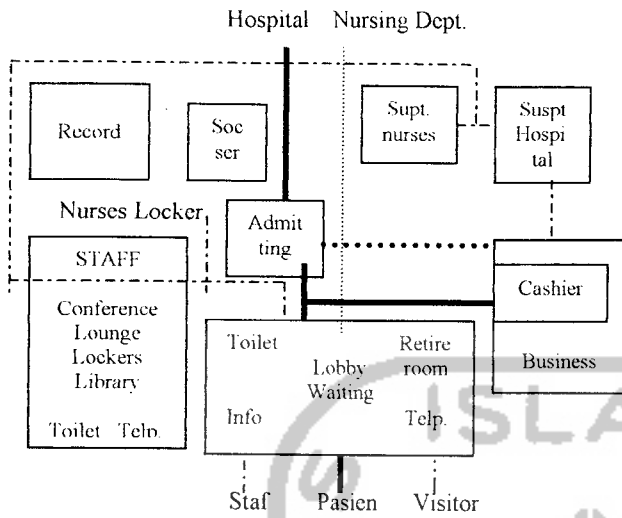 Hospital Nursing Dept.
Record
Soc
ser
Supt.
nurses
Suspt
Hospi
tal
Nurses Locker
Admit
ting
STAFF
Conference
Lounge
Lockers
Library
Toilet Telp.
Cashier
Business
Toilet
Retire
room
Lobby
Waiting
Info
Telp.
Staf Pasien Visitor
ISLA
S